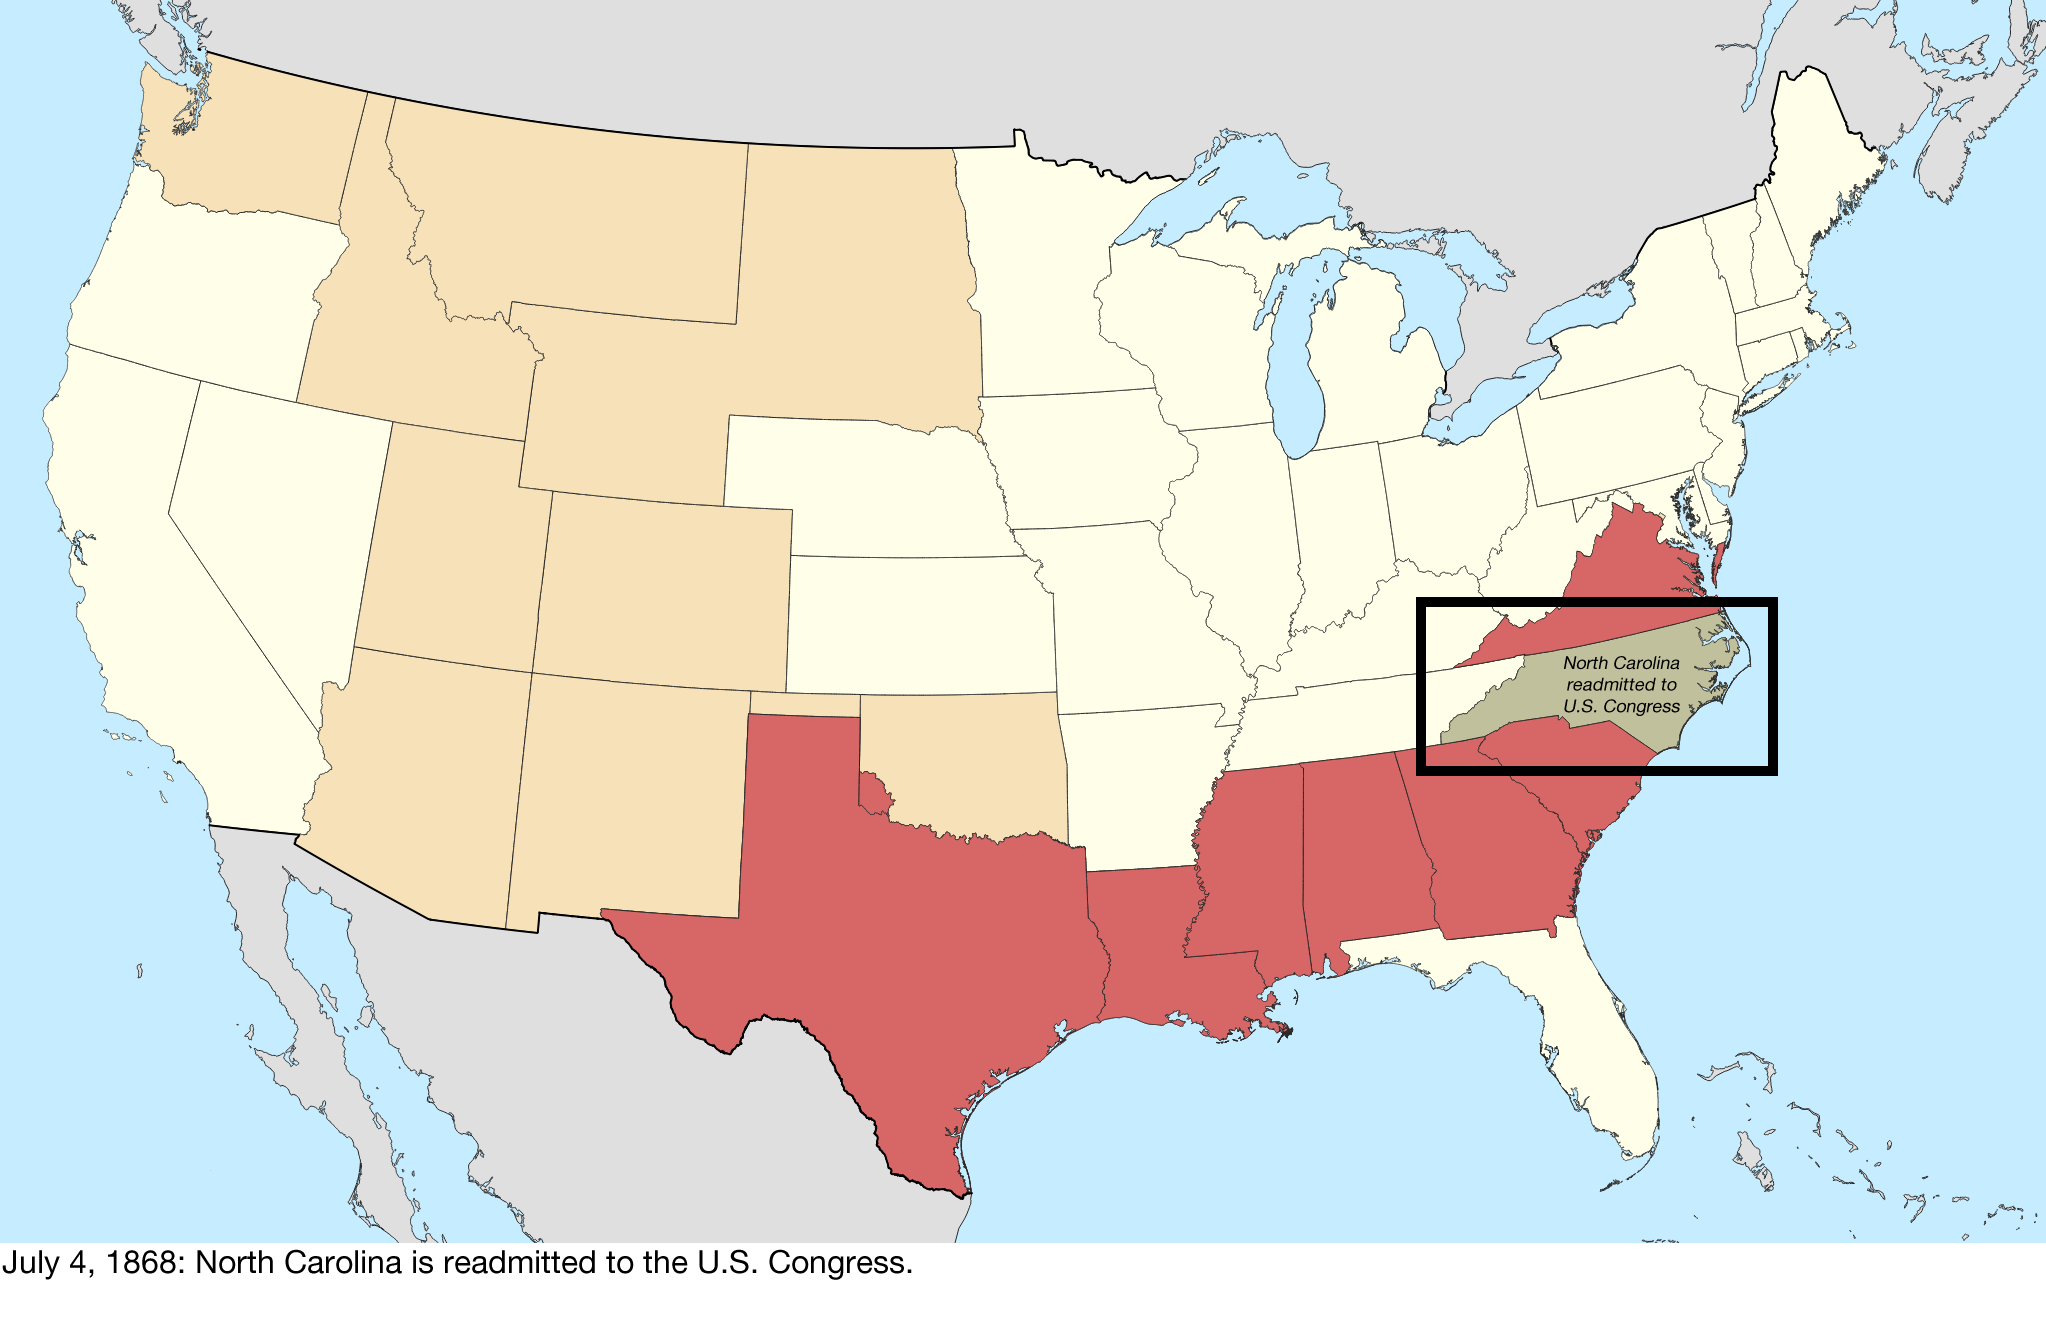 North Carolina
readmitted to
U.S. Congress
July 4, 1868: North Carolina is readmitted to the U.S. Congress.